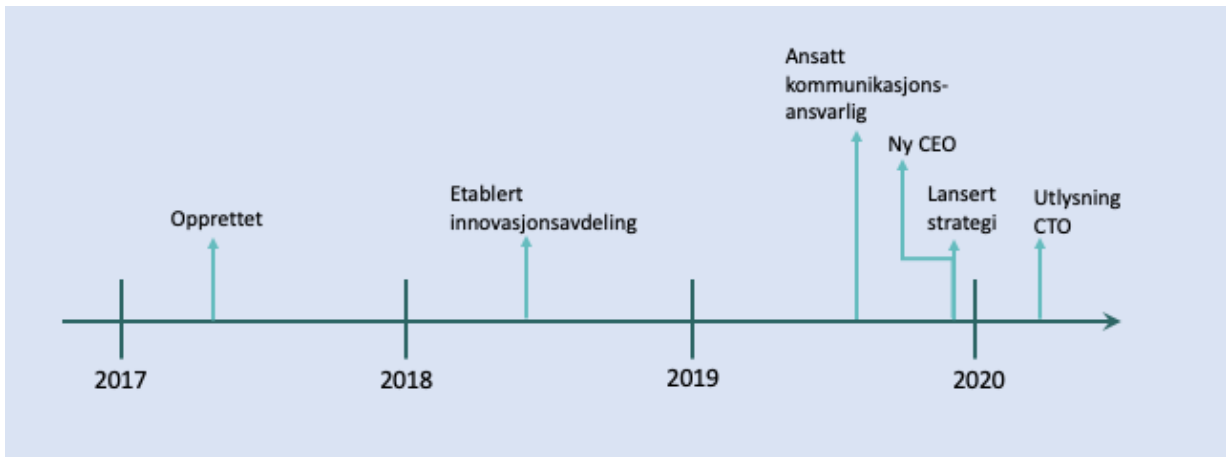 Ansatt
kommunikasjons-
ansvarlig
Ny CEO
Etablert
innovasjonsavdeling
Lansert
strategi
Utlysning
CTO
Opprettet
2017
2018
2019
2020